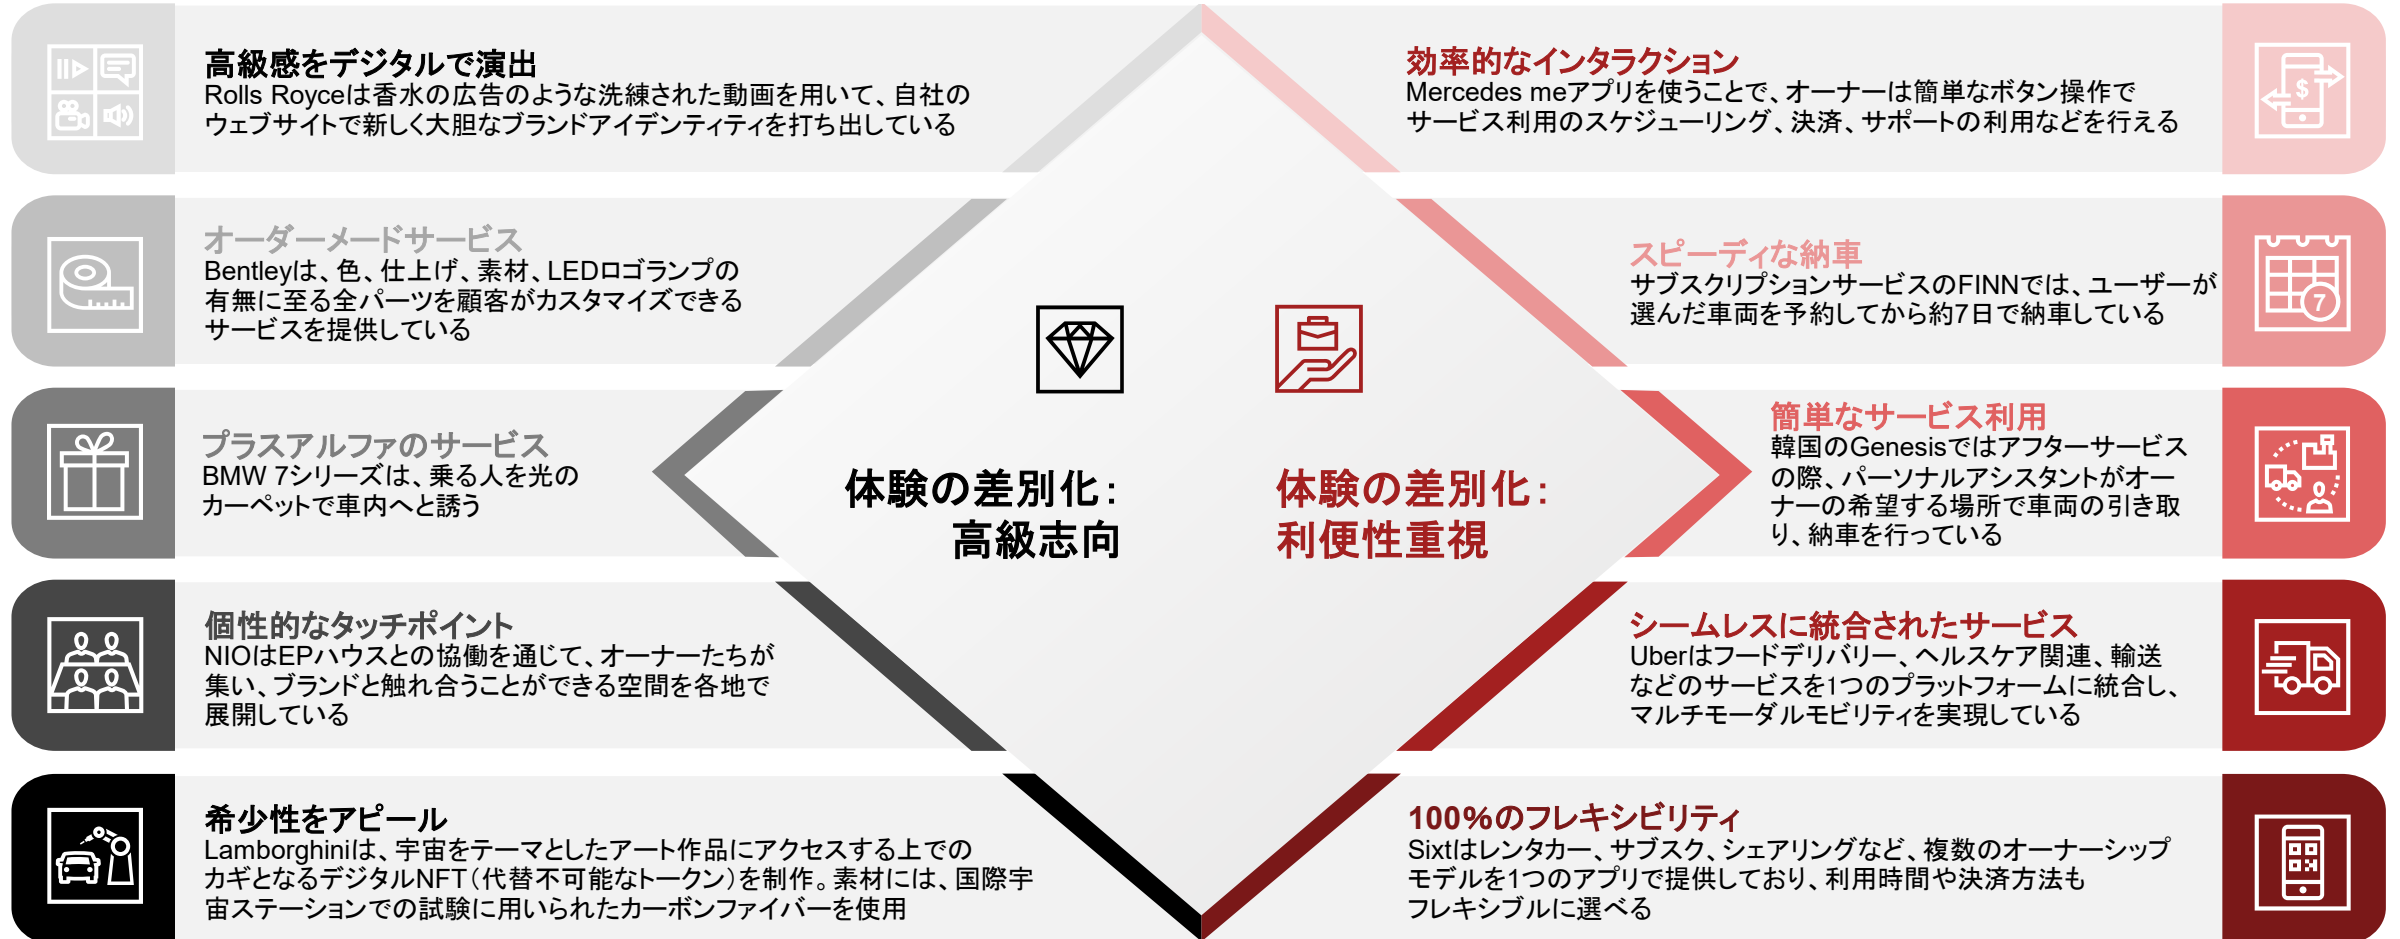 高級感をデジタルで演出
Rolls Royceは香水の広告のような洗練された動画を用いて、自社の
ウェブサイトで新しく大胆なブランドアイデンティティを打ち出している
オーダーメードサービス
Bentleyは、色、仕上げ、素材、LEDロゴランプの
有無に至る全パーツを顧客がカスタマイズできる
サービスを提供している
プラスアルファのサービス
BMW 7シリーズは、乗る人を光の
カーペットで車内へと誘う
個性的なタッチポイント
NIOはEPハウスとの協働を通じて、オーナーたちが
集い、ブランドと触れ合うことができる空間を各地で
展開している
希少性をアピール
Lamborghiniは、宇宙をテーマとしたアート作品にアクセスする上での
カギとなるデジタルNFT（代替不可能なトークン）を制作。素材には、国際宇
宙ステーションでの試験に用いられたカーボンファイバーを使用
体験の差別化：
高級志向
体験の差別化：
利便性重視
効率的なインタラクション
Mercedes meアプリを使うことで、オーナーは簡単なボタン操作で
サービス利用のスケジューリング、決済、サポートの利用などを行える
$
スピーディな納車
サブスクリプションサービスのFINNでは、ユーザーが
選んだ車両を予約してから約7日で納車している
7
簡単なサービス利用
韓国のGenesisではアフターサービス
の際、パーソナルアシスタントがオー
ナーの希望する場所で車両の引き取
り、納車を行っている
シームレスに統合されたサービス
Uberはフードデリバリー、ヘルスケア関連、輸送
などのサービスを1つのプラットフォームに統合し、
マルチモーダルモビリティを実現している
100%のフレキシビリティ
Sixtはレンタカー、サブスク、シェアリングなど、複数のオーナーシップ
モデルを1つのアプリで提供しており、利用時間や決済方法も
フレキシブルに選べる